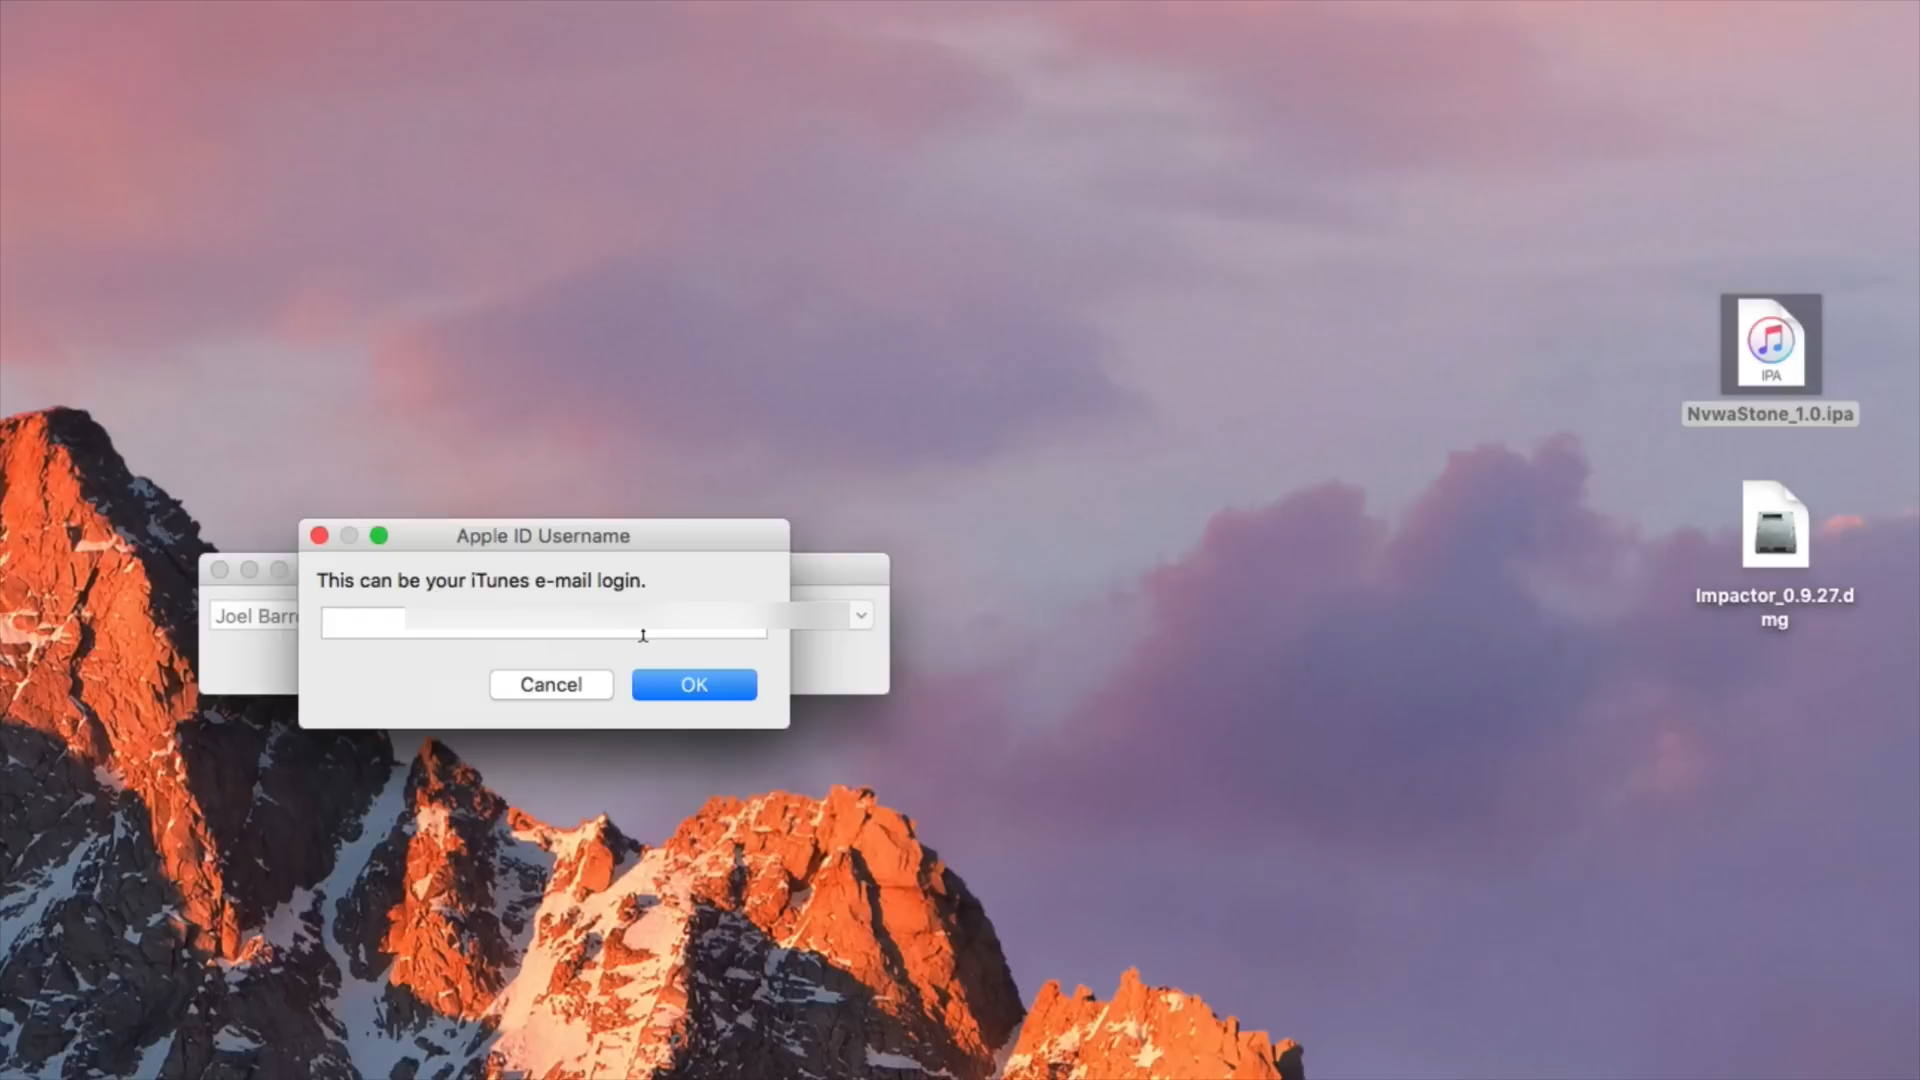 IPA
NvwaStone_1.0.ipa
Apple ID Username
This can be your iTunes e-mail login.
Joel Barr
Cancel
OK
Impactor_0.9.27.d
mg